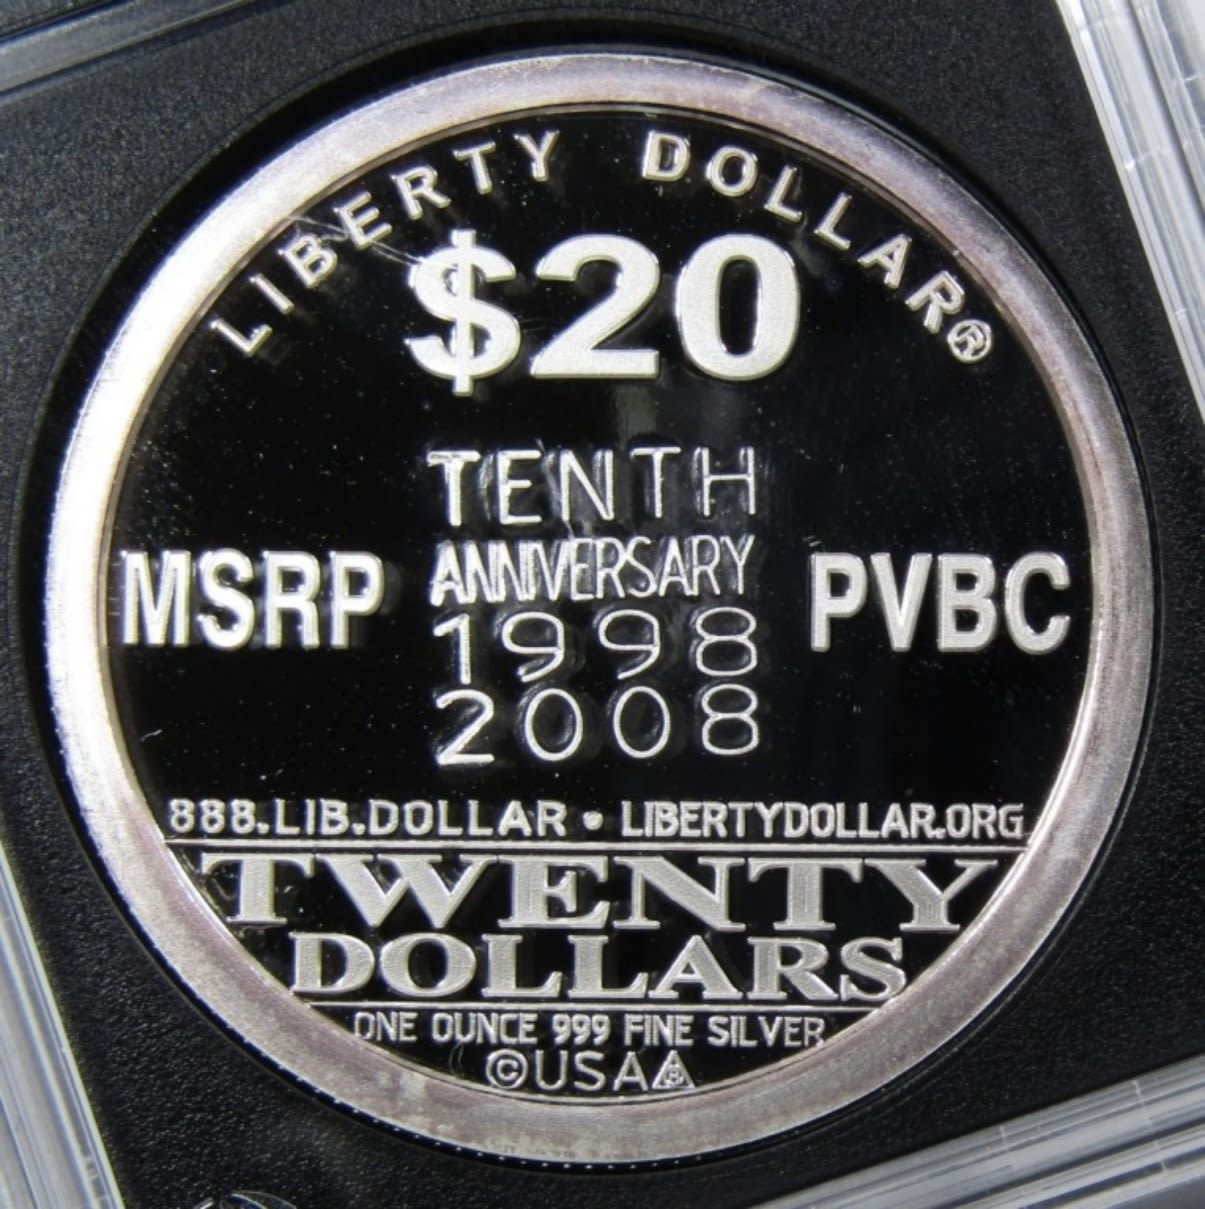 LIBERTY DOLLAR®
$20
TENTH
ANNIVERSARY
MSRP 1998 PVBC
2008
888.LIB.DOLLAR • LIBERTYDOLLAR.ORG
TWENTY
DOLLARS
ONE OUNCE 999 FINE SILVER
©USA